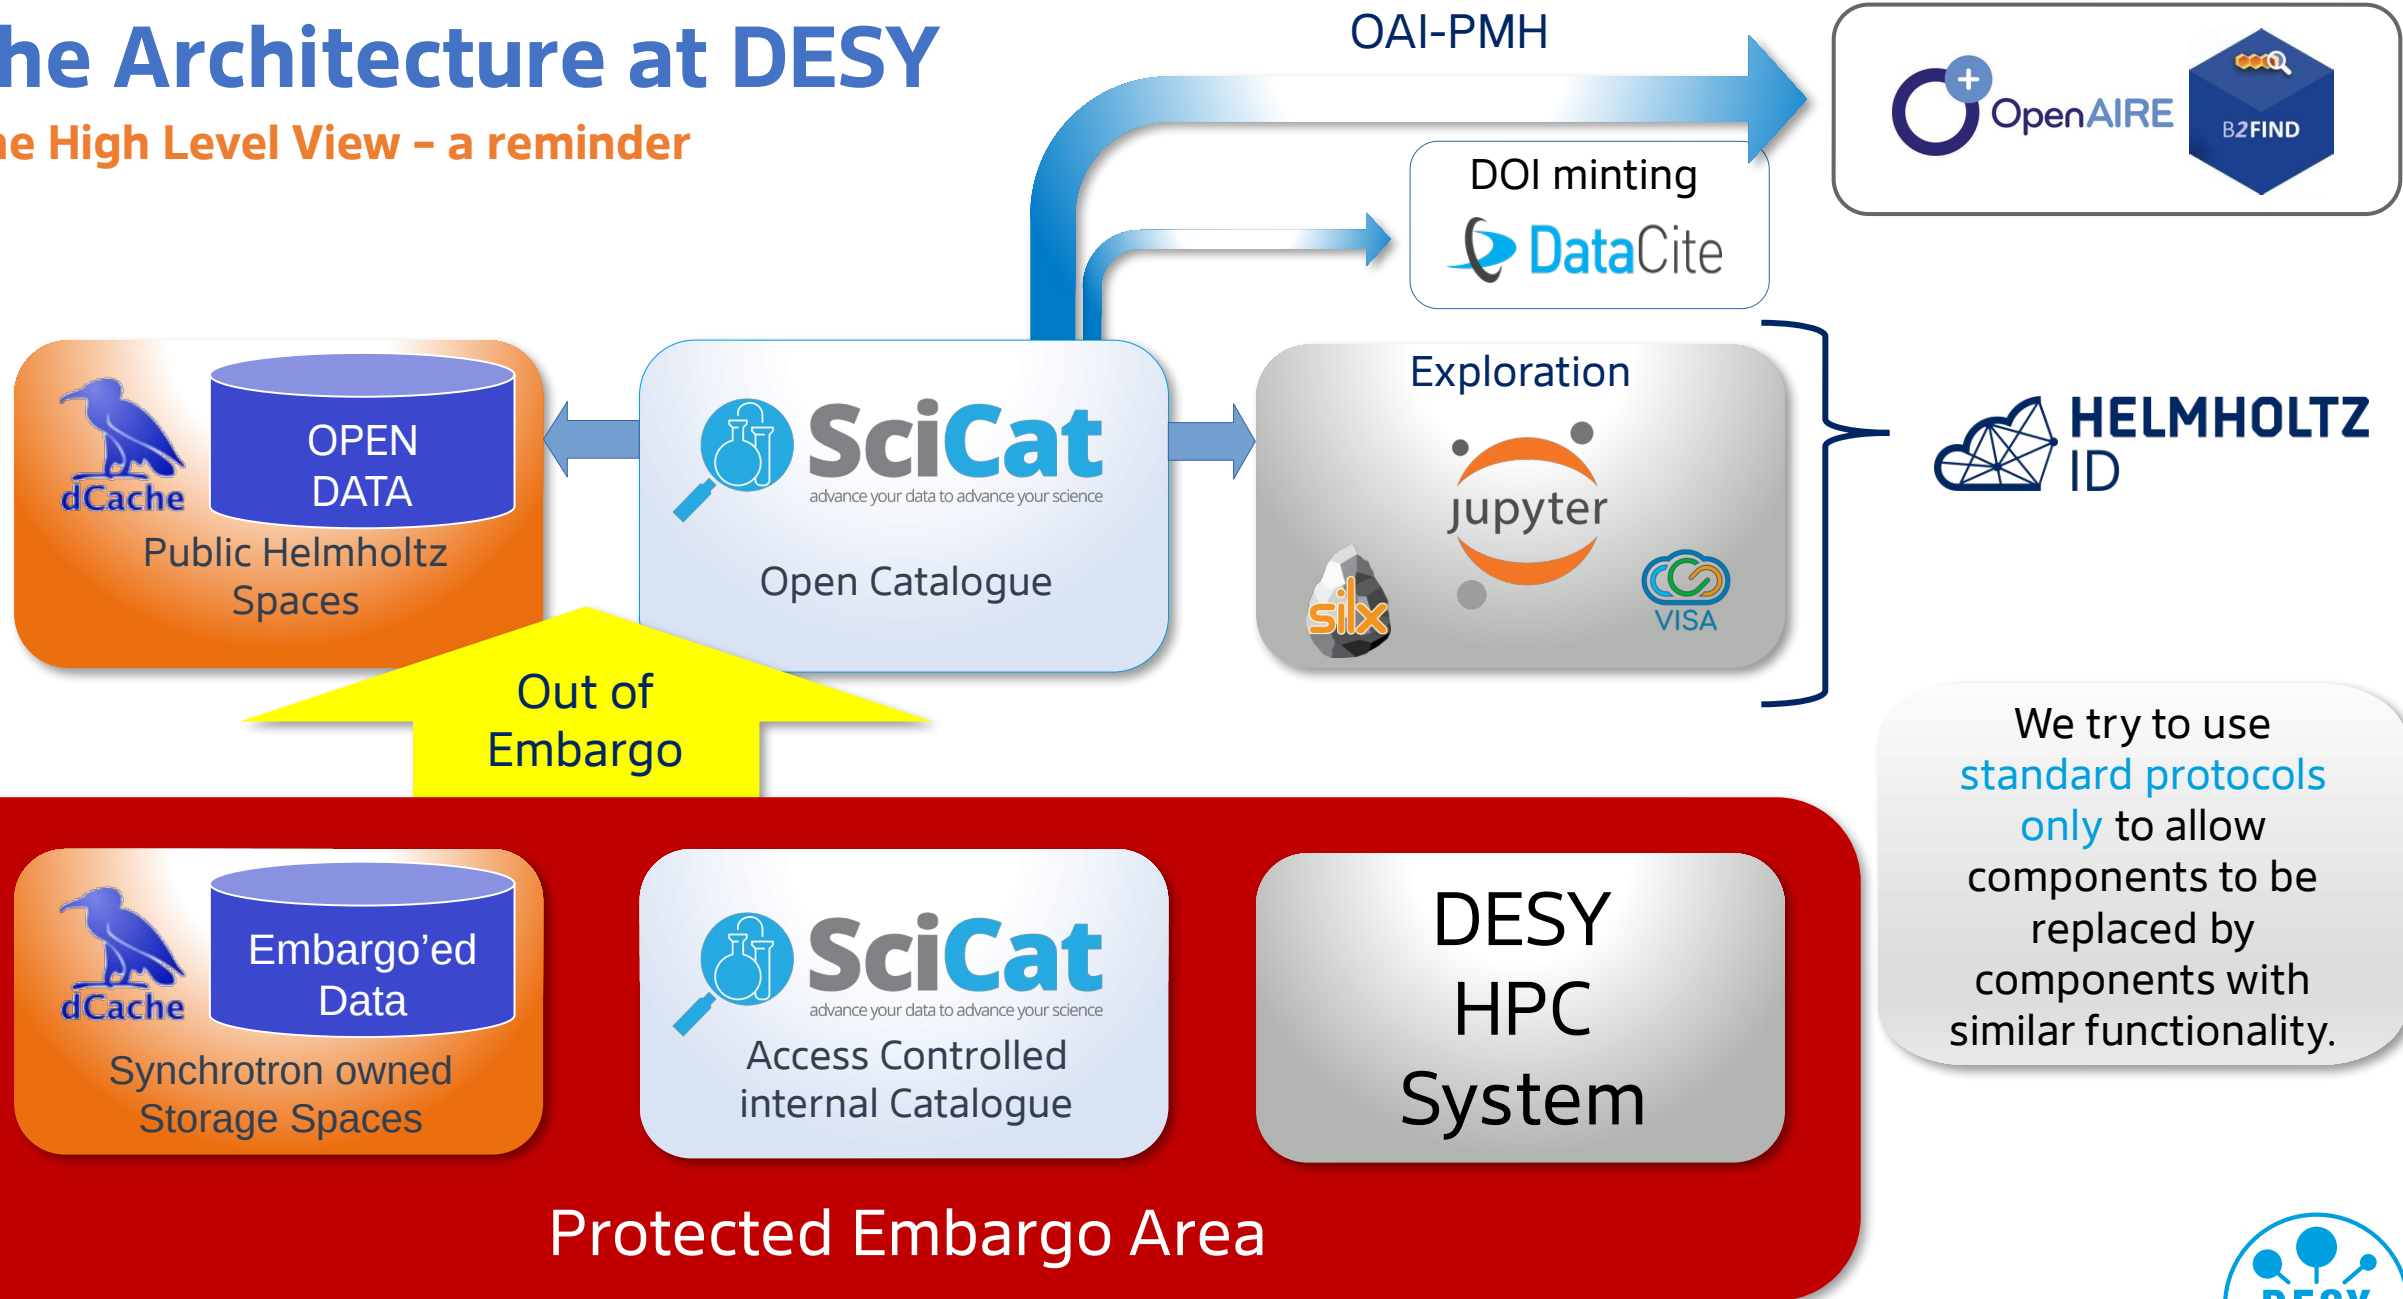 he Architecture at DESY
ne High Level View – a reminder
OAI-PMH
OpenAIRE
B2FIND
DOI minting
DataCite
dCache
OPEN
DATA
Public Helmholtz
Spaces
SciCat
advance your data to advance your science
Open Catalogue
Exploration
jupyter
silx
VISA
HELMHOLTZ
ID
Out of
Embargo
We try to use
standard protocols
only to allow
components to be
replaced by
components with
similar functionality.
dCache
Embargo’ed
Data
Synchrotron owned
Storage Spaces
SciCat
advance your data to advance your science
Access Controlled
internal Catalogue
DESY
HPC
System
Protected Embargo Area
DESY